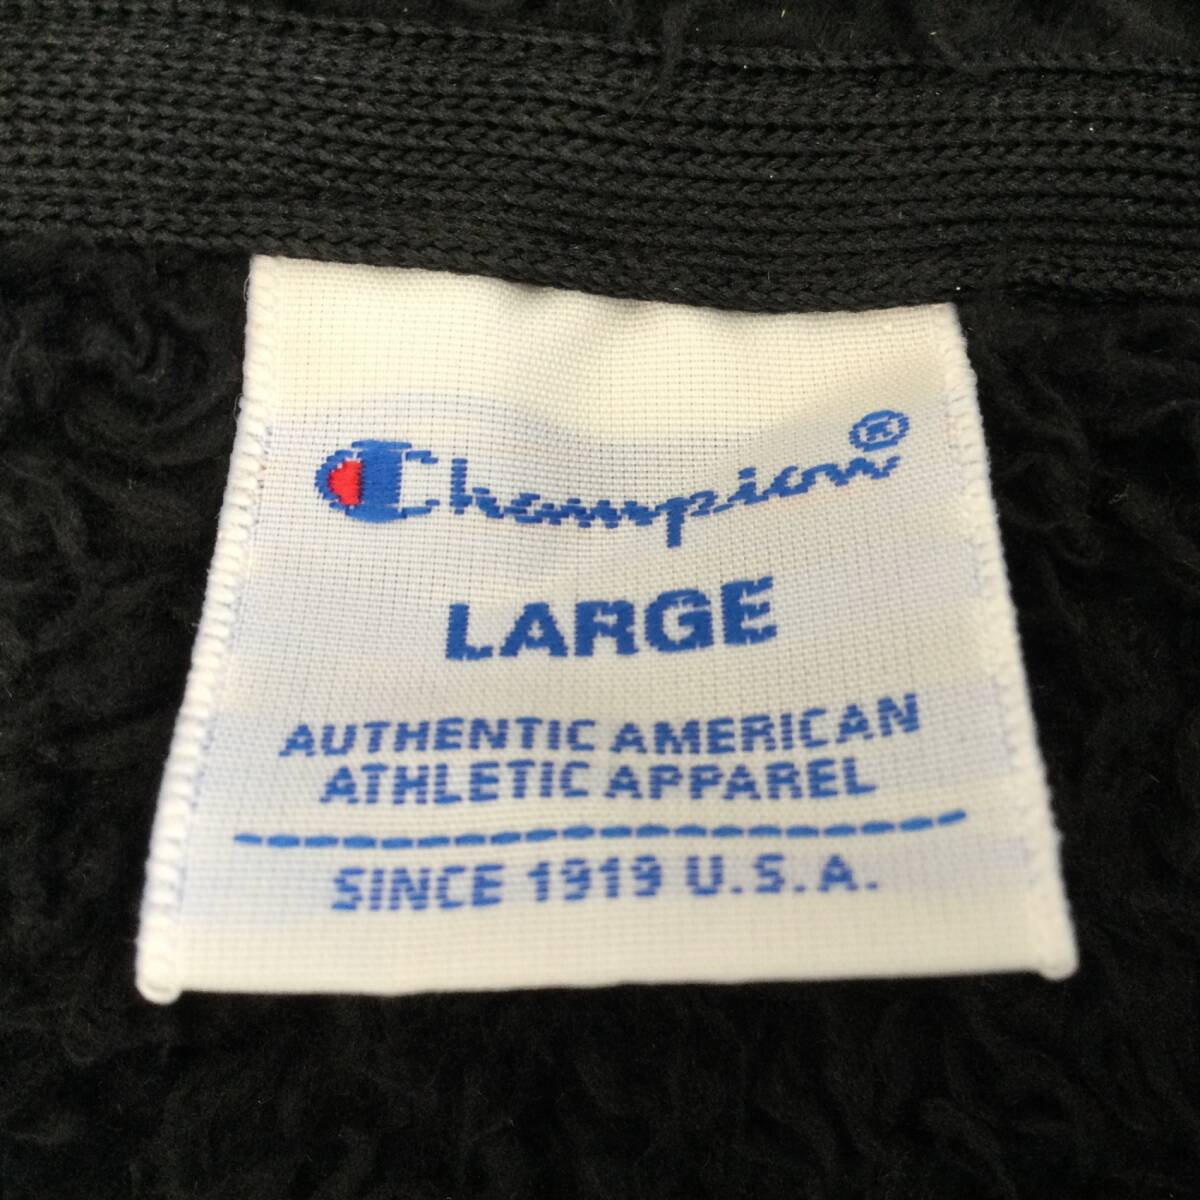 Champion®
LARGE
AUTHENTIC AMERICAN
ATHLETIC APPAREL
SINCE 1919 U.S.A.